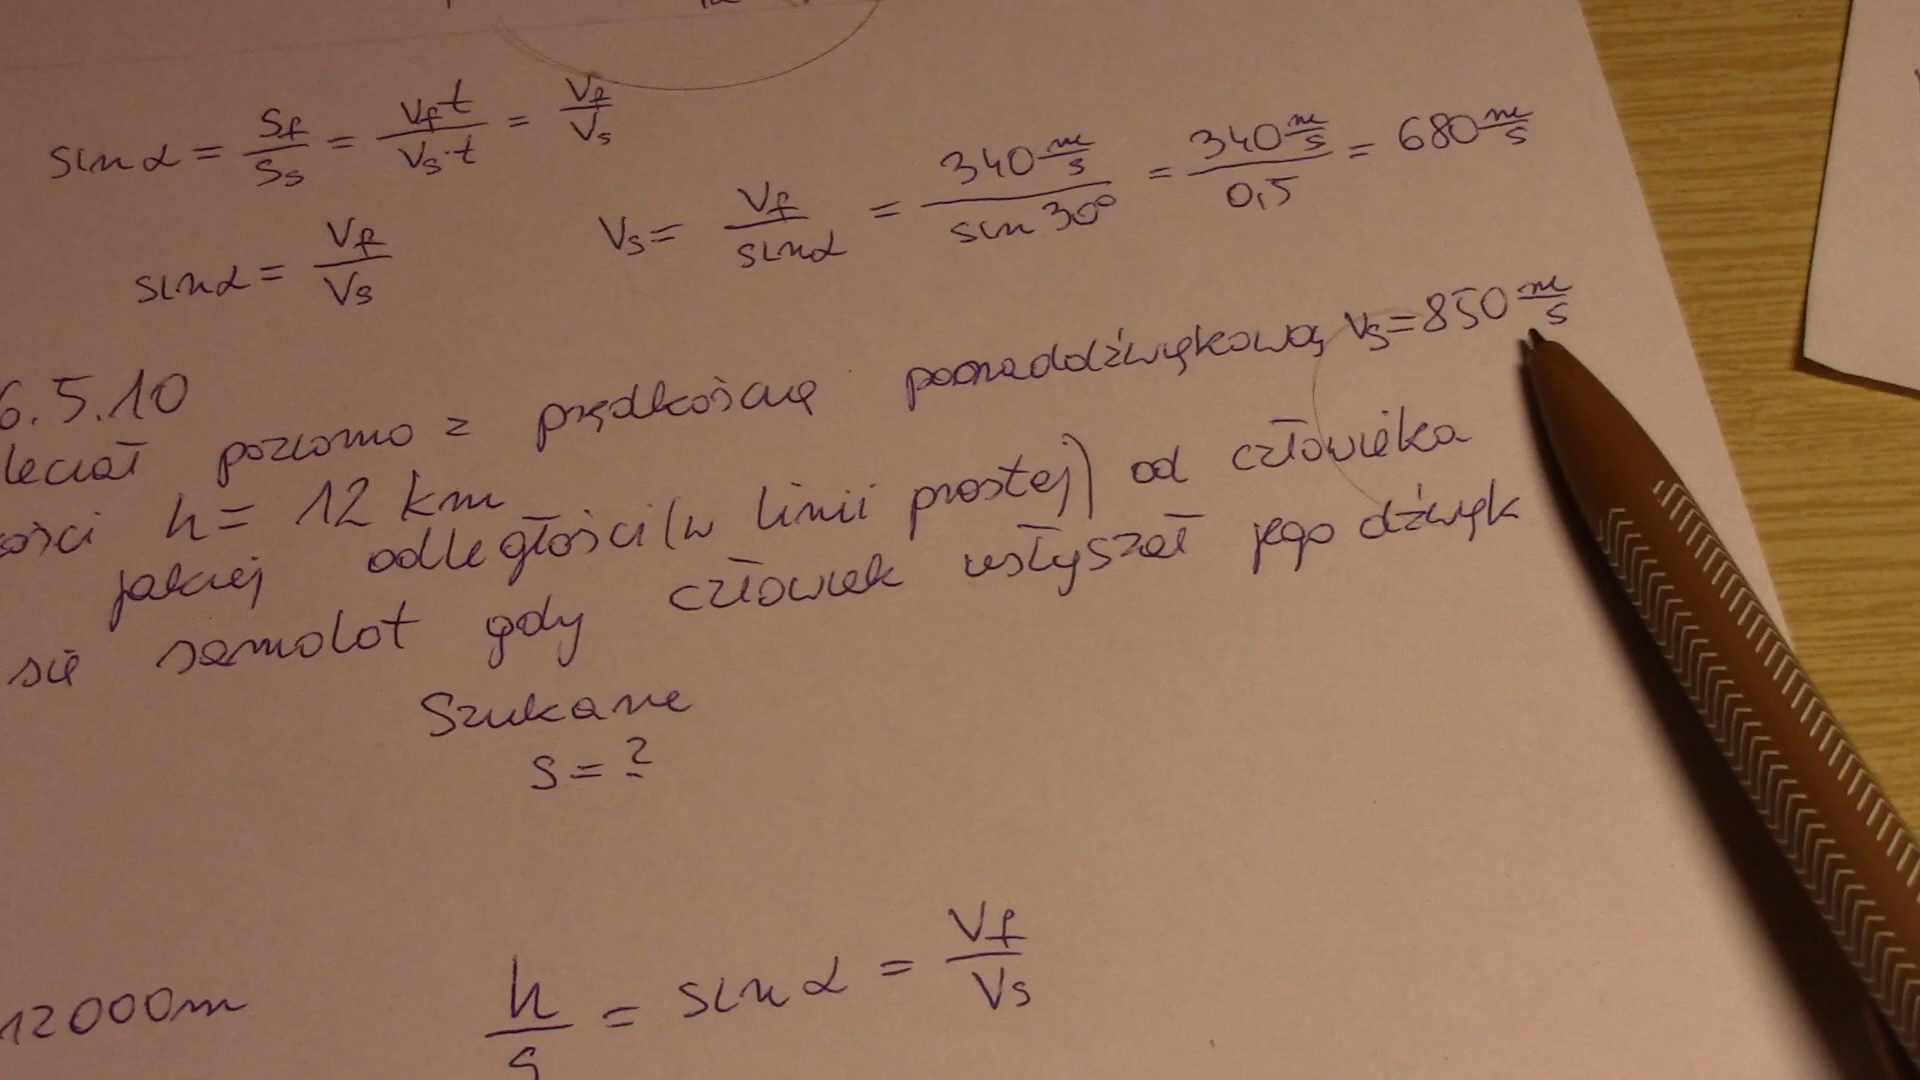 sin α = Sf/Ss = Vf t/Vs·t = Vf/Vs
sin α = Vf/Vs
Vs = Vf/sin α = 340 m/s/sin 30° = 340 m/s/0,5 = 680 m/s
6.5.10
leciał poziomo z prędkością ponaddźwiękową Vs = 850 m/s
ości h = 12 km
jakiej odległości (w linii prostej) od człowieka
się samolot gdy człowiek usłyszał jego dźwięk
Szukane
S = ?
12000m
h/S = sin α = Vf/Vs